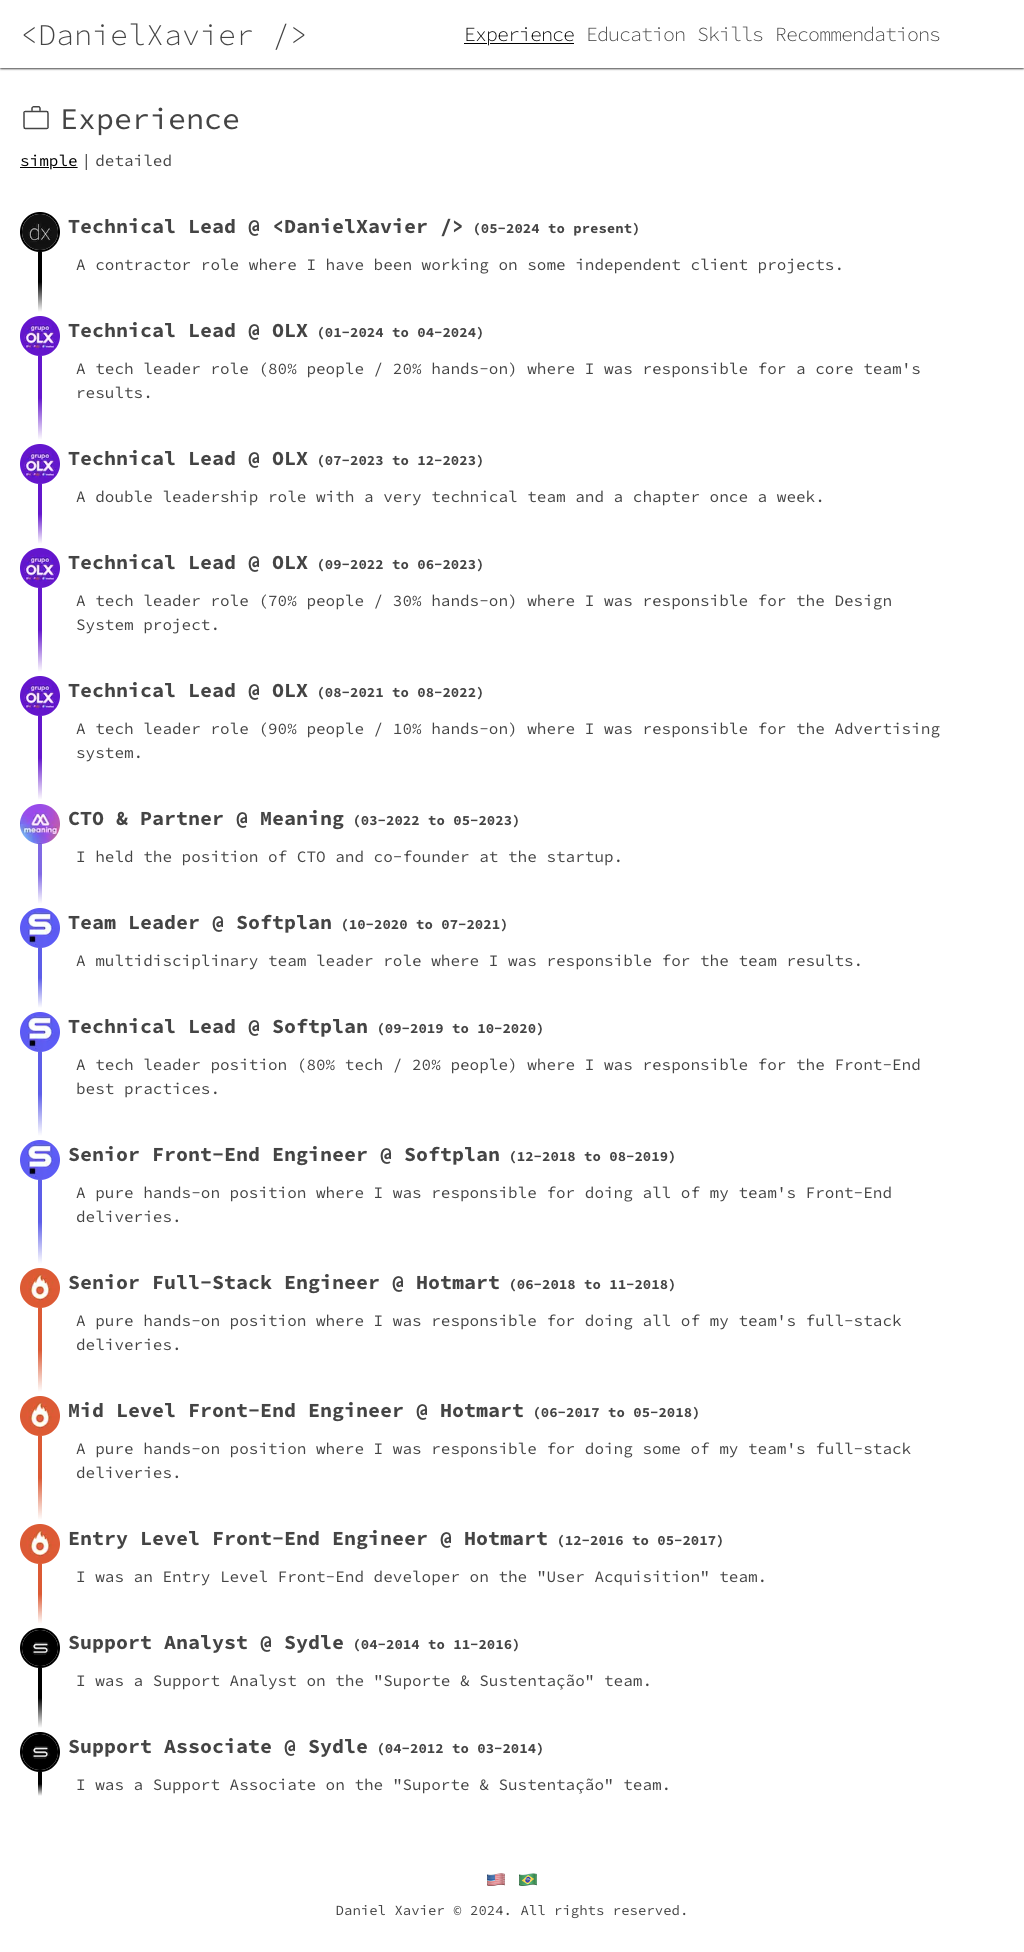 <DanielXavier />
Experience Education Skills Recommendations
Experience
simple | detailed
dx
Technical Lead @ <DanielXavier /> (05-2024 to present)
A contractor role where I have been working on some independent client projects.
grupo
OLX
Technical Lead @ OLX (01-2024 to 04-2024)
A tech leader role (80% people / 20% hands-on) where I was responsible for a core team's
results.
grupo
OLX
Technical Lead @ OLX (07-2023 to 12-2023)
A double leadership role with a very technical team and a chapter once a week.
grupo
OLX
Technical Lead @ OLX (09-2022 to 06-2023)
A tech leader role (70% people / 30% hands-on) where I was responsible for the Design
System project.
grupo
OLX
Technical Lead @ OLX (08-2021 to 08-2022)
A tech leader role (90% people / 10% hands-on) where I was responsible for the Advertising
system.
meaning
CTO & Partner @ Meaning (03-2022 to 05-2023)
I held the position of CTO and co-founder at the startup.
Team Leader @ Softplan (10-2020 to 07-2021)
A multidisciplinary team leader role where I was responsible for the team results.
Technical Lead @ Softplan (09-2019 to 10-2020)
A tech leader position (80% tech / 20% people) where I was responsible for the Front-End
best practices.
Senior Front-End Engineer @ Softplan (12-2018 to 08-2019)
A pure hands-on position where I was responsible for doing all of my team's Front-End
deliveries.
Senior Full-Stack Engineer @ Hotmart (06-2018 to 11-2018)
A pure hands-on position where I was responsible for doing all of my team's full-stack
deliveries.
Mid Level Front-End Engineer @ Hotmart (06-2017 to 05-2018)
A pure hands-on position where I was responsible for doing some of my team's full-stack
deliveries.
Entry Level Front-End Engineer @ Hotmart (12-2016 to 05-2017)
I was an Entry Level Front-End developer on the "User Acquisition" team.
Support Analyst @ Sydle (04-2014 to 11-2016)
I was a Support Analyst on the "Suporte & Sustentação" team.
Support Associate @ Sydle (04-2012 to 03-2014)
I was a Support Associate on the "Suporte & Sustentação" team.
Daniel Xavier © 2024. All rights reserved.